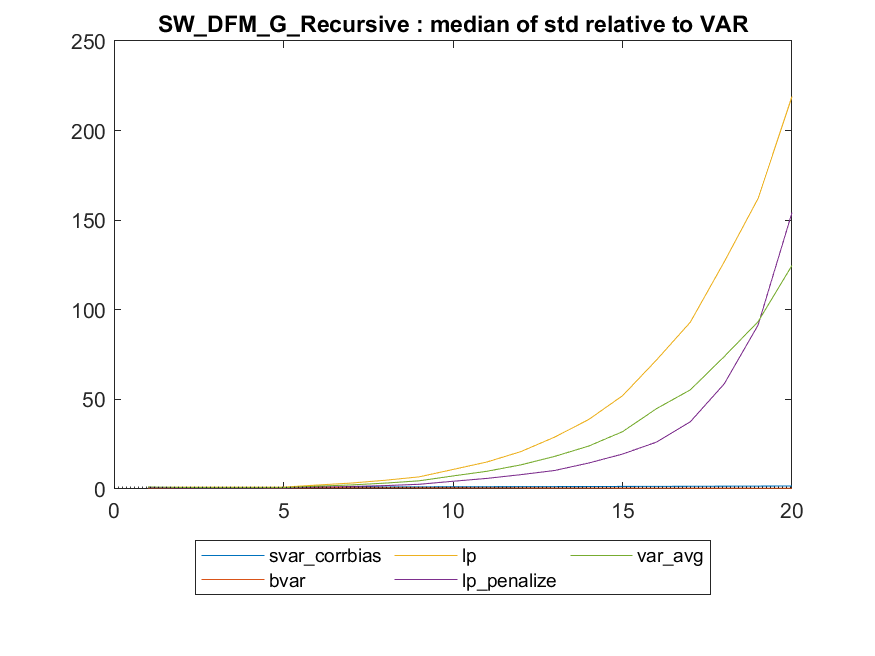 SW_DFM_G_Recursive : median of std relative to VAR
250
200
150
100
50
0
0 5 10 15 20
svar_corrbias lp var_avg
bvar lp_penalize